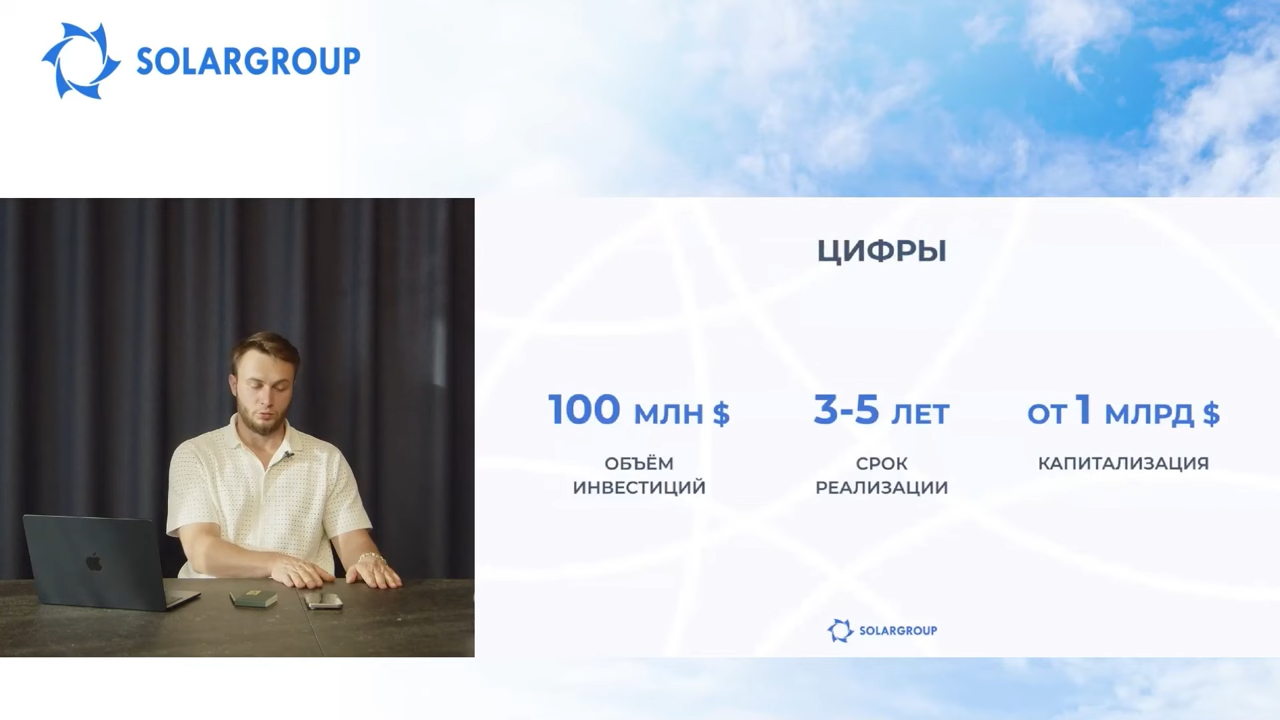 SOLARGROUP
ЦИФРЫ
100 МЛН $
ОБЪЁМ
ИНВЕСТИЦИЙ
3-5 ЛЕТ
СРОК
РЕАЛИЗАЦИИ
ОТ 1 МЛРД $
КАПИТАЛИЗАЦИЯ
SOLARGROUP